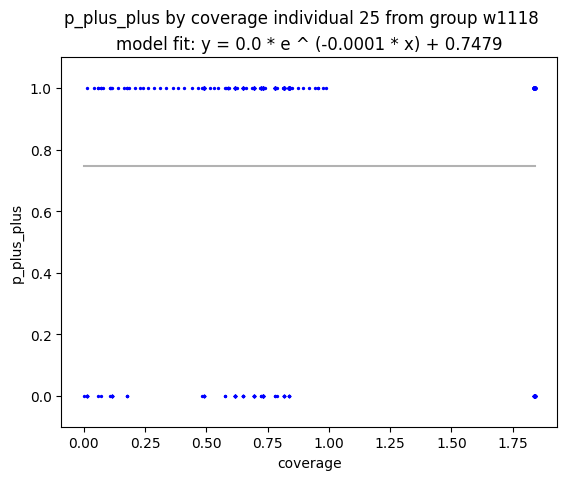 p_plus_plus by coverage individual 25 from group w1118
model fit: y = 0.0 * e ^ (-0.0001 * x) + 0.7479
1.0
0.8
0.6
0.4
0.2
0.0
p_plus_plus
0.00 0.25 0.50 0.75 1.00 1.25 1.50 1.75
coverage